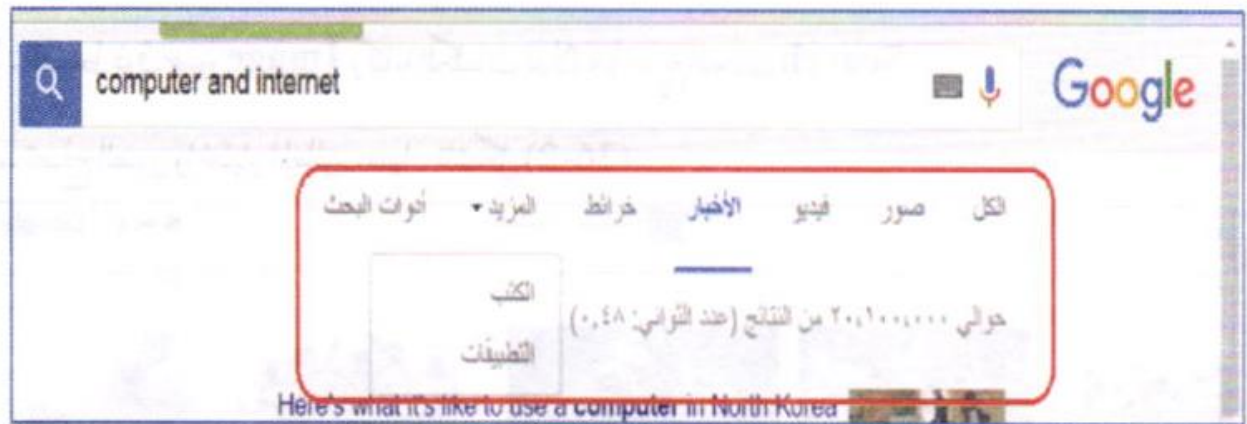 computer and internet Google
الكل صور فيديو الأخبار خرائط المزيد أدوات البحث
الكتب
حوالي ٢٠,١٠٠,٠٠٠ من النتائج (عدد الثواني: ٠,٤٨)
التطبيقات
Here's what it's like to use a computer in North Korea